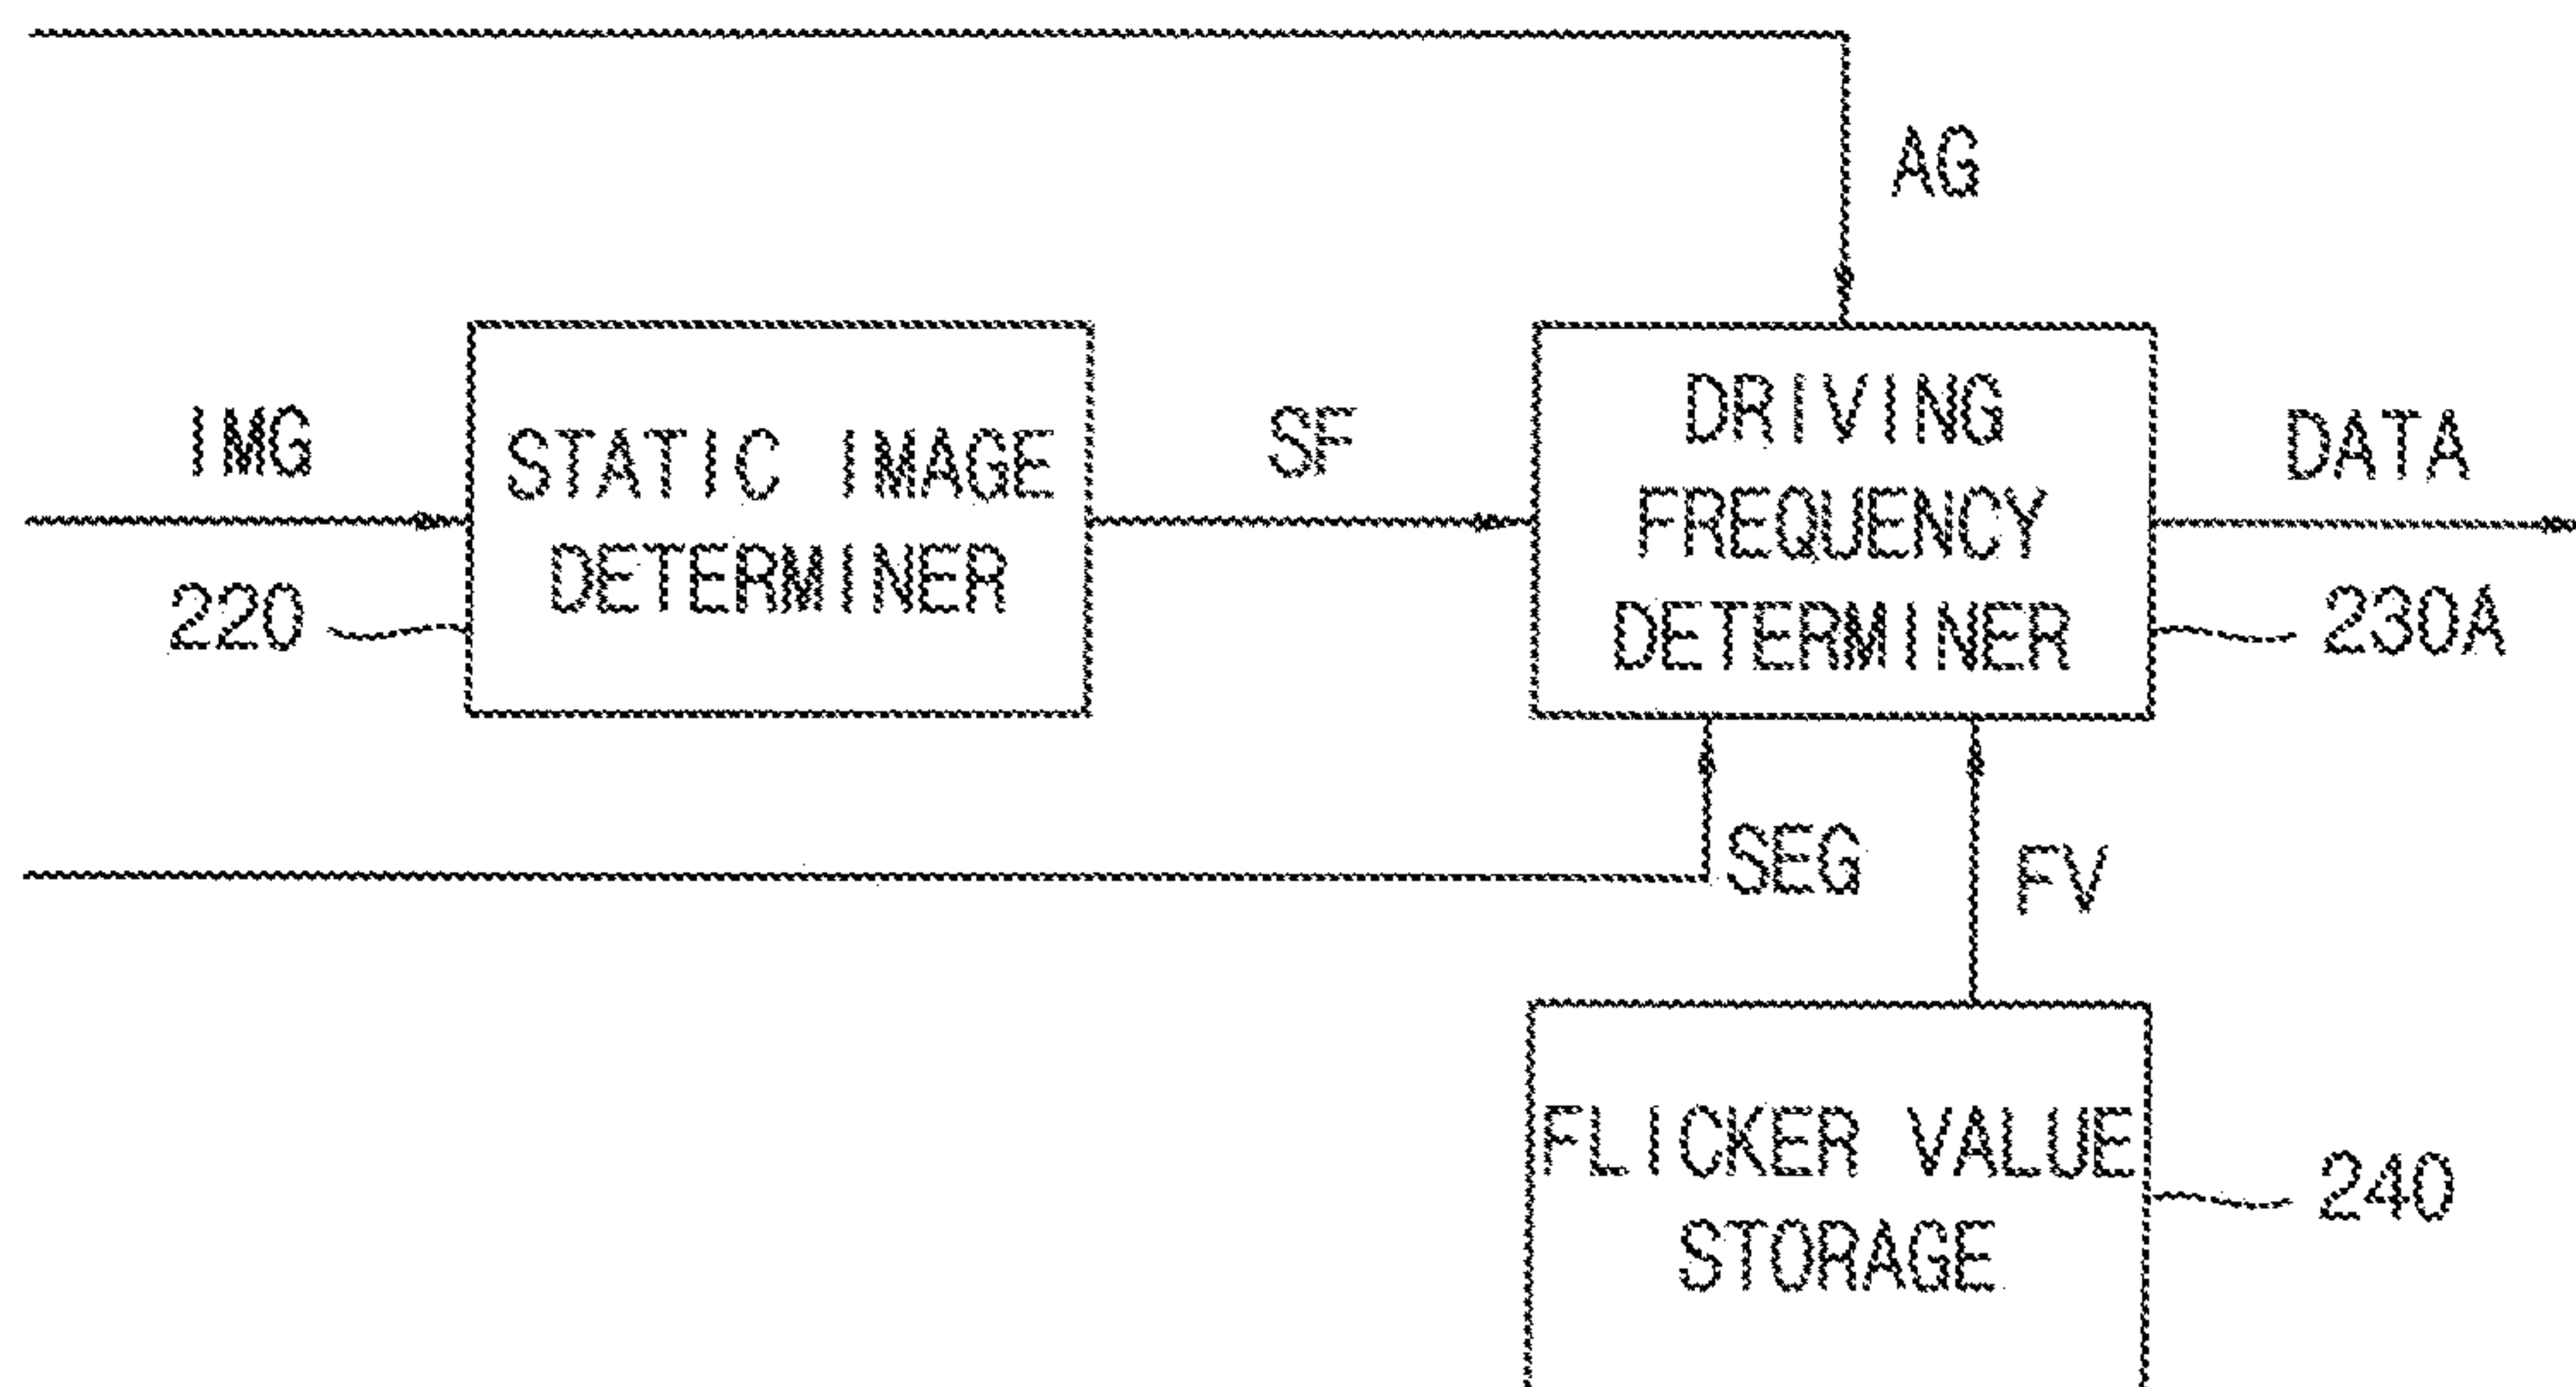 AG
IMG
STATIC IMAGE
DETERMINER
220
SF
DRIVING
FREQUENCY
DETERMINER
DATA
230A
SEG
FV
FLICKER VALUE
STORAGE
240